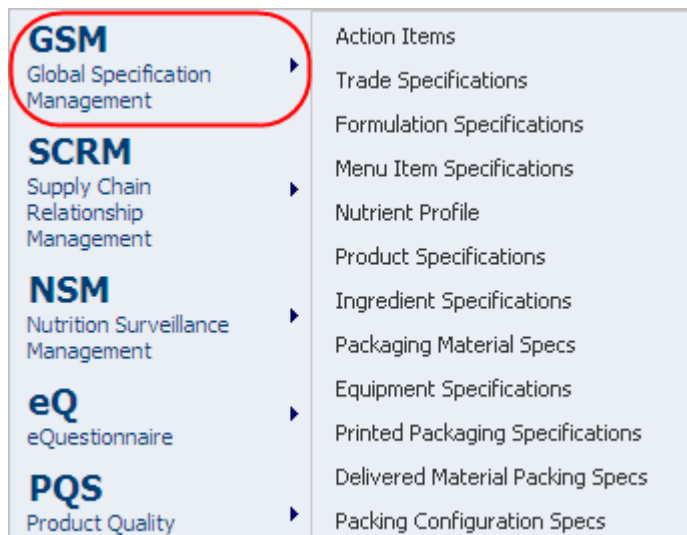 GSM
Global Specification
Management
SCRM
Supply Chain
Relationship
Management
NSM
Nutrition Surveillance
Management
eQ
eQuestionnaire
PQS
Product Quality
Action Items
Trade Specifications
Formulation Specifications
Menu Item Specifications
Nutrient Profile
Product Specifications
Ingredient Specifications
Packaging Material Specs
Equipment Specifications
Printed Packaging Specifications
Delivered Material Packing Specs
Packing Configuration Specs